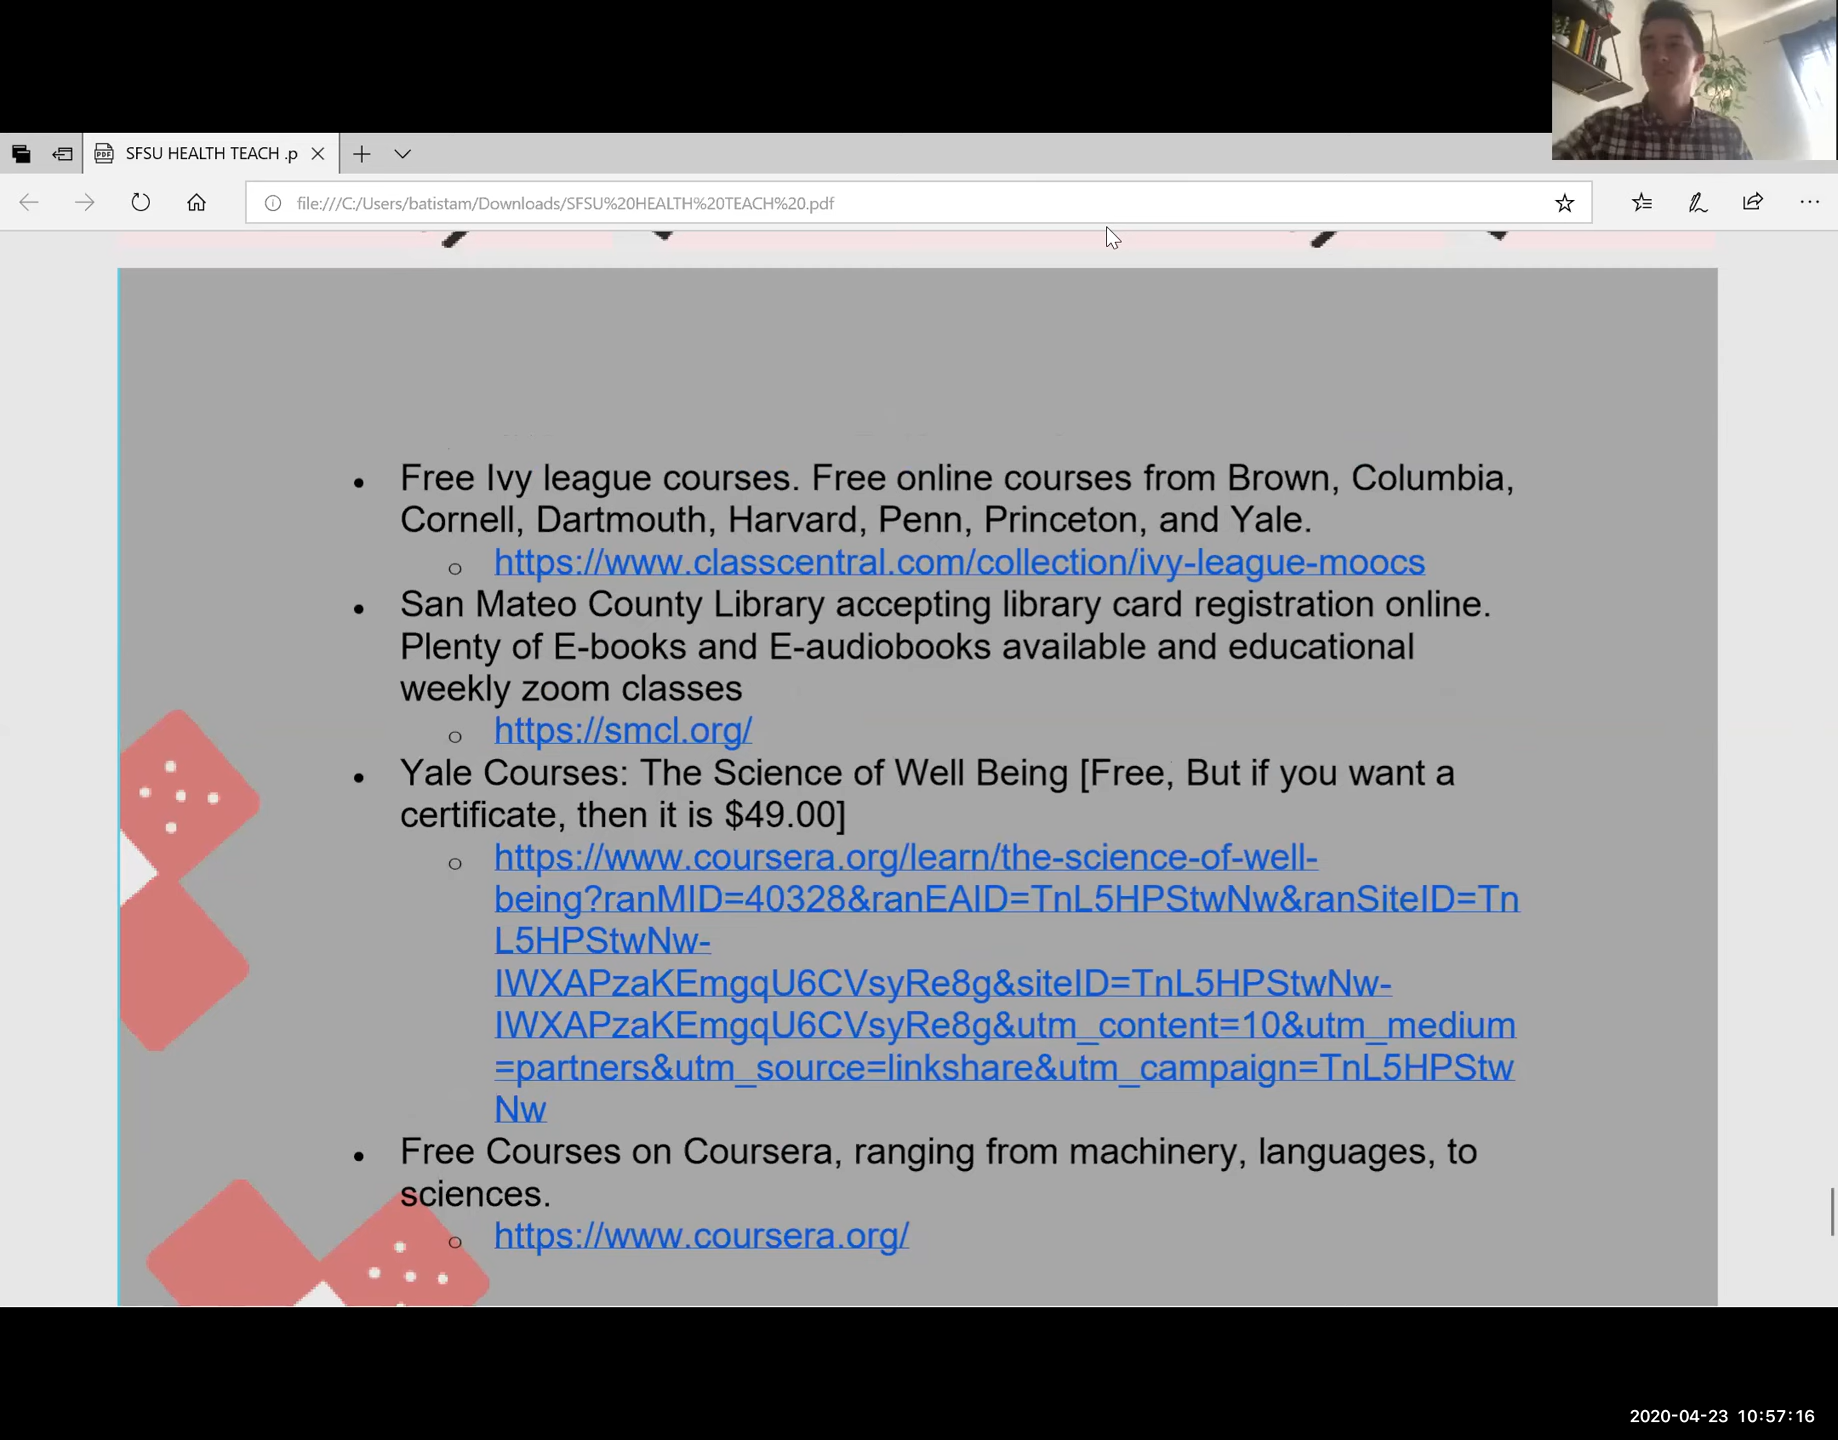 SFSU HEALTH TEACH .p
file:///C:/Users/batistam/Downloads/SFSU%20HEALTH%20TEACH%20.pdf
• Free Ivy league courses. Free online courses from Brown, Columbia,
Cornell, Dartmouth, Harvard, Penn, Princeton, and Yale.
o https://www.classcentral.com/collection/ivy-league-moocs
• San Mateo County Library accepting library card registration online.
Plenty of E-books and E-audiobooks available and educational
weekly zoom classes
o https://smcl.org/
• Yale Courses: The Science of Well Being [Free, But if you want a
certificate, then it is $49.00]
o https://www.coursera.org/learn/the-science-of-well-
being?ranMID=40328&ranEAID=TnL5HPStwNw&ranSiteID=Tn
L5HPStwNw-
IWXAPzaKEmgqU6CVsyRe8g&siteID=TnL5HPStwNw-
IWXAPzaKEmgqU6CVsyRe8g&utm_content=10&utm_medium
=partners&utm_source=linkshare&utm_campaign=TnL5HPStw
Nw
• Free Courses on Coursera, ranging from machinery, languages, to
sciences.
o https://www.coursera.org/
2020-04-23 10:57:16